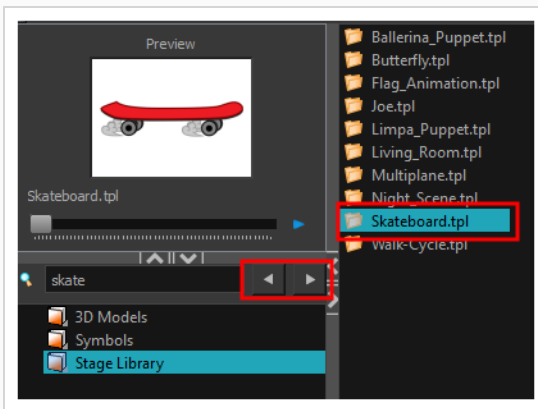 Preview
Skateboard.tpl
skate
3D Models
Symbols
Stage Library
Ballerina_Puppet.tpl
Butterfly.tpl
Flag_Animation.tpl
Joe.tpl
Limpa_Puppet.tpl
Living_Room.tpl
Multiplane.tpl
Night_Scene.tpl
Skateboard.tpl
Walk-Cycle.tpl